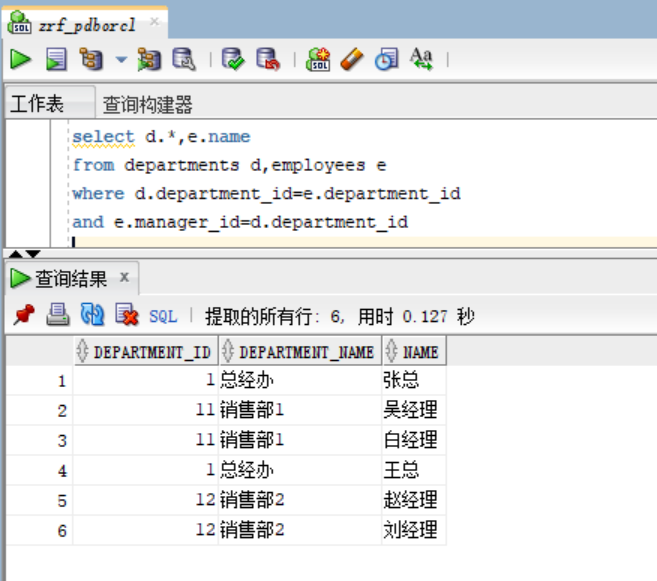 zrf_pdborcl
工作表 查询构建器
select d.*,e.name
from departments d,employees e
where d.department_id=e.department_id
and e.manager_id=d.department_id
查询结果 x
SQL | 提取的所有行: 6, 用时 0.127 秒
DEPARTMENT_ID DEPARTMENT_NAME NAME
1 1 总经办 张总
2 11 销售部1 吴经理
3 11 销售部1 白经理
4 1 总经办 王总
5 12 销售部2 赵经理
6 12 销售部2 刘经理